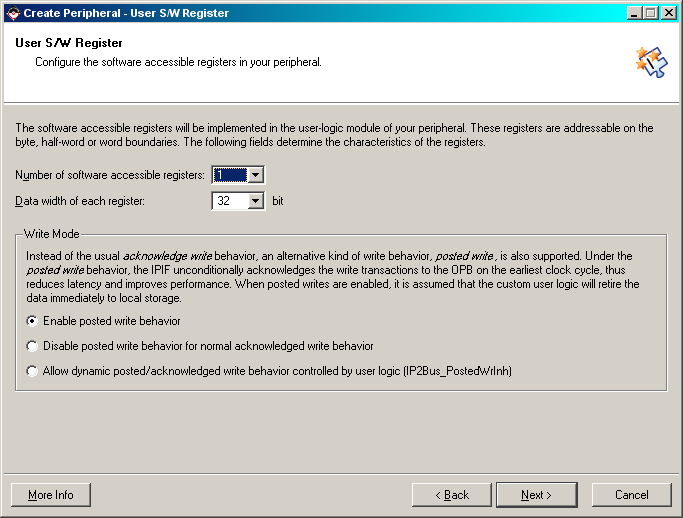 Create Peripheral - User S/W Register
User S/W Register
Configure the software accessible registers in your peripheral.
The software accessible registers will be implemented in the user-logic module of your peripheral. These registers are addressable on the
byte, half-word or word boundaries. The following fields determine the characteristics of the registers.
Number of software accessible registers: 1
Data width of each register: 32 bit
Write Mode
Instead of the usual acknowledge write behavior, an alternative kind of write behavior, posted write , is also supported. Under the
posted write behavior, the IPIF unconditionally acknowledges the write transactions to the OPB on the earliest clock cycle, thus
reduces latency and improves performance. When posted writes are enabled, it is assumed that the custom user logic will retire the
data immediately to local storage.
Enable posted write behavior
Disable posted write behavior for normal acknowledged write behavior
Allow dynamic posted/acknowledged write behavior controlled by user logic (IP2Bus_PostedWrInh)
More Info < Back Next > Cancel